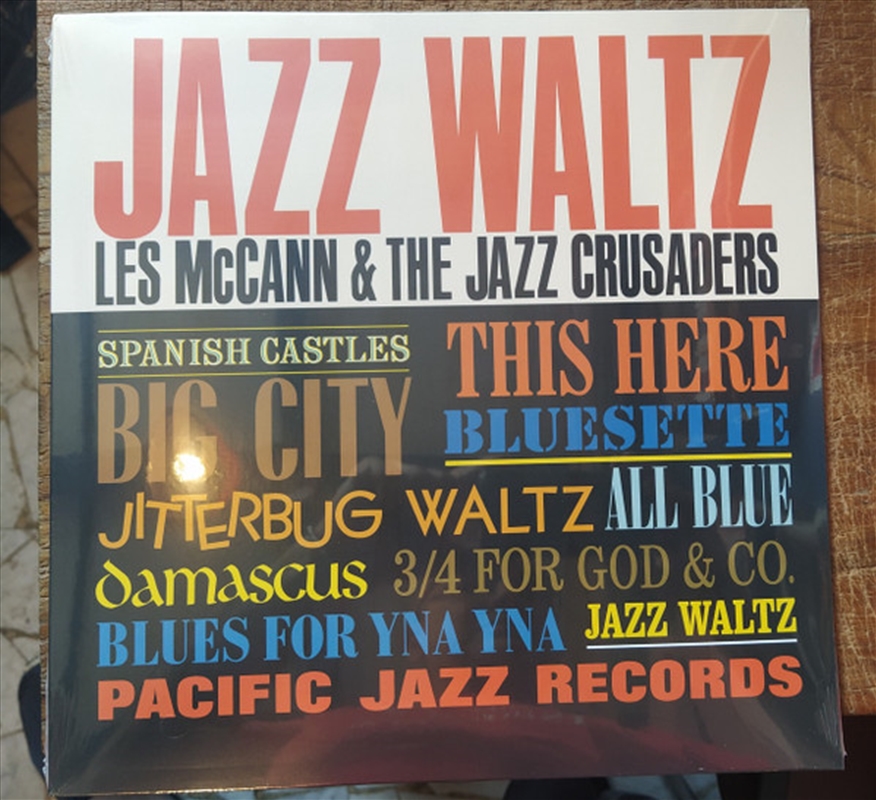 JAZZ WALTZ
LES McCANN & THE JAZZ CRUSADERS
SPANISH CASTLES
THIS HERE
BIG CITY
BLUESETTE
JITTERBUG WALTZ
ALL BLUE
damascus
3/4 FOR GOD & CO.
BLUES FOR YNA YNA
JAZZ WALTZ
PACIFIC JAZZ RECORDS